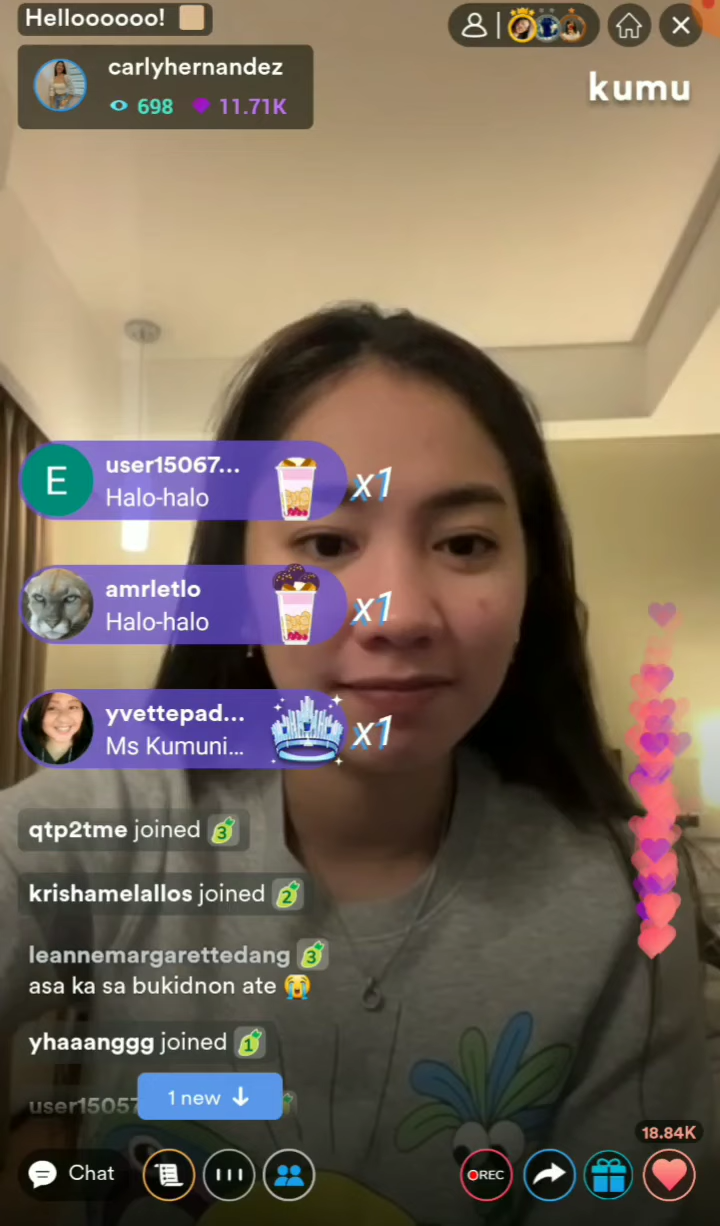 Helloooooo!
carlyhernandez
698 11.71K
kumu
E
user15067...
Halo-halo
x1
amrletlo
Halo-halo
x1
yvettepad...
Ms Kumuni...
x1
qtp2tme joined 3
krishamelallos joined 2
leannemargarettedang 3
asa ka sa bukidnon ate 😭
yhaaanggg joined 1
user15057
1 new ↓
18.84K
Chat
REC